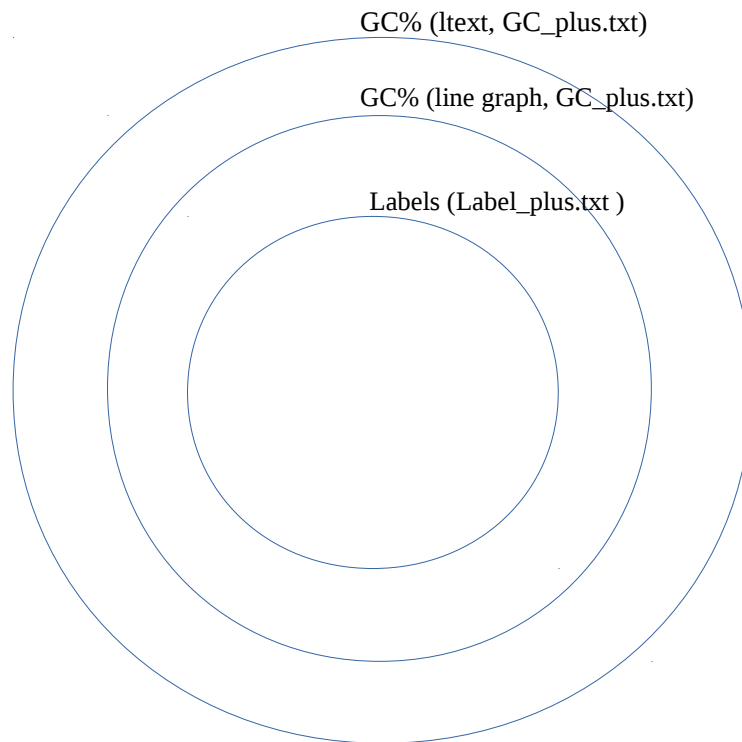 GC% (ltext, GC_plus.txt)
GC% (line graph, GC_plus.txt)
Labels (Label_plus.txt )